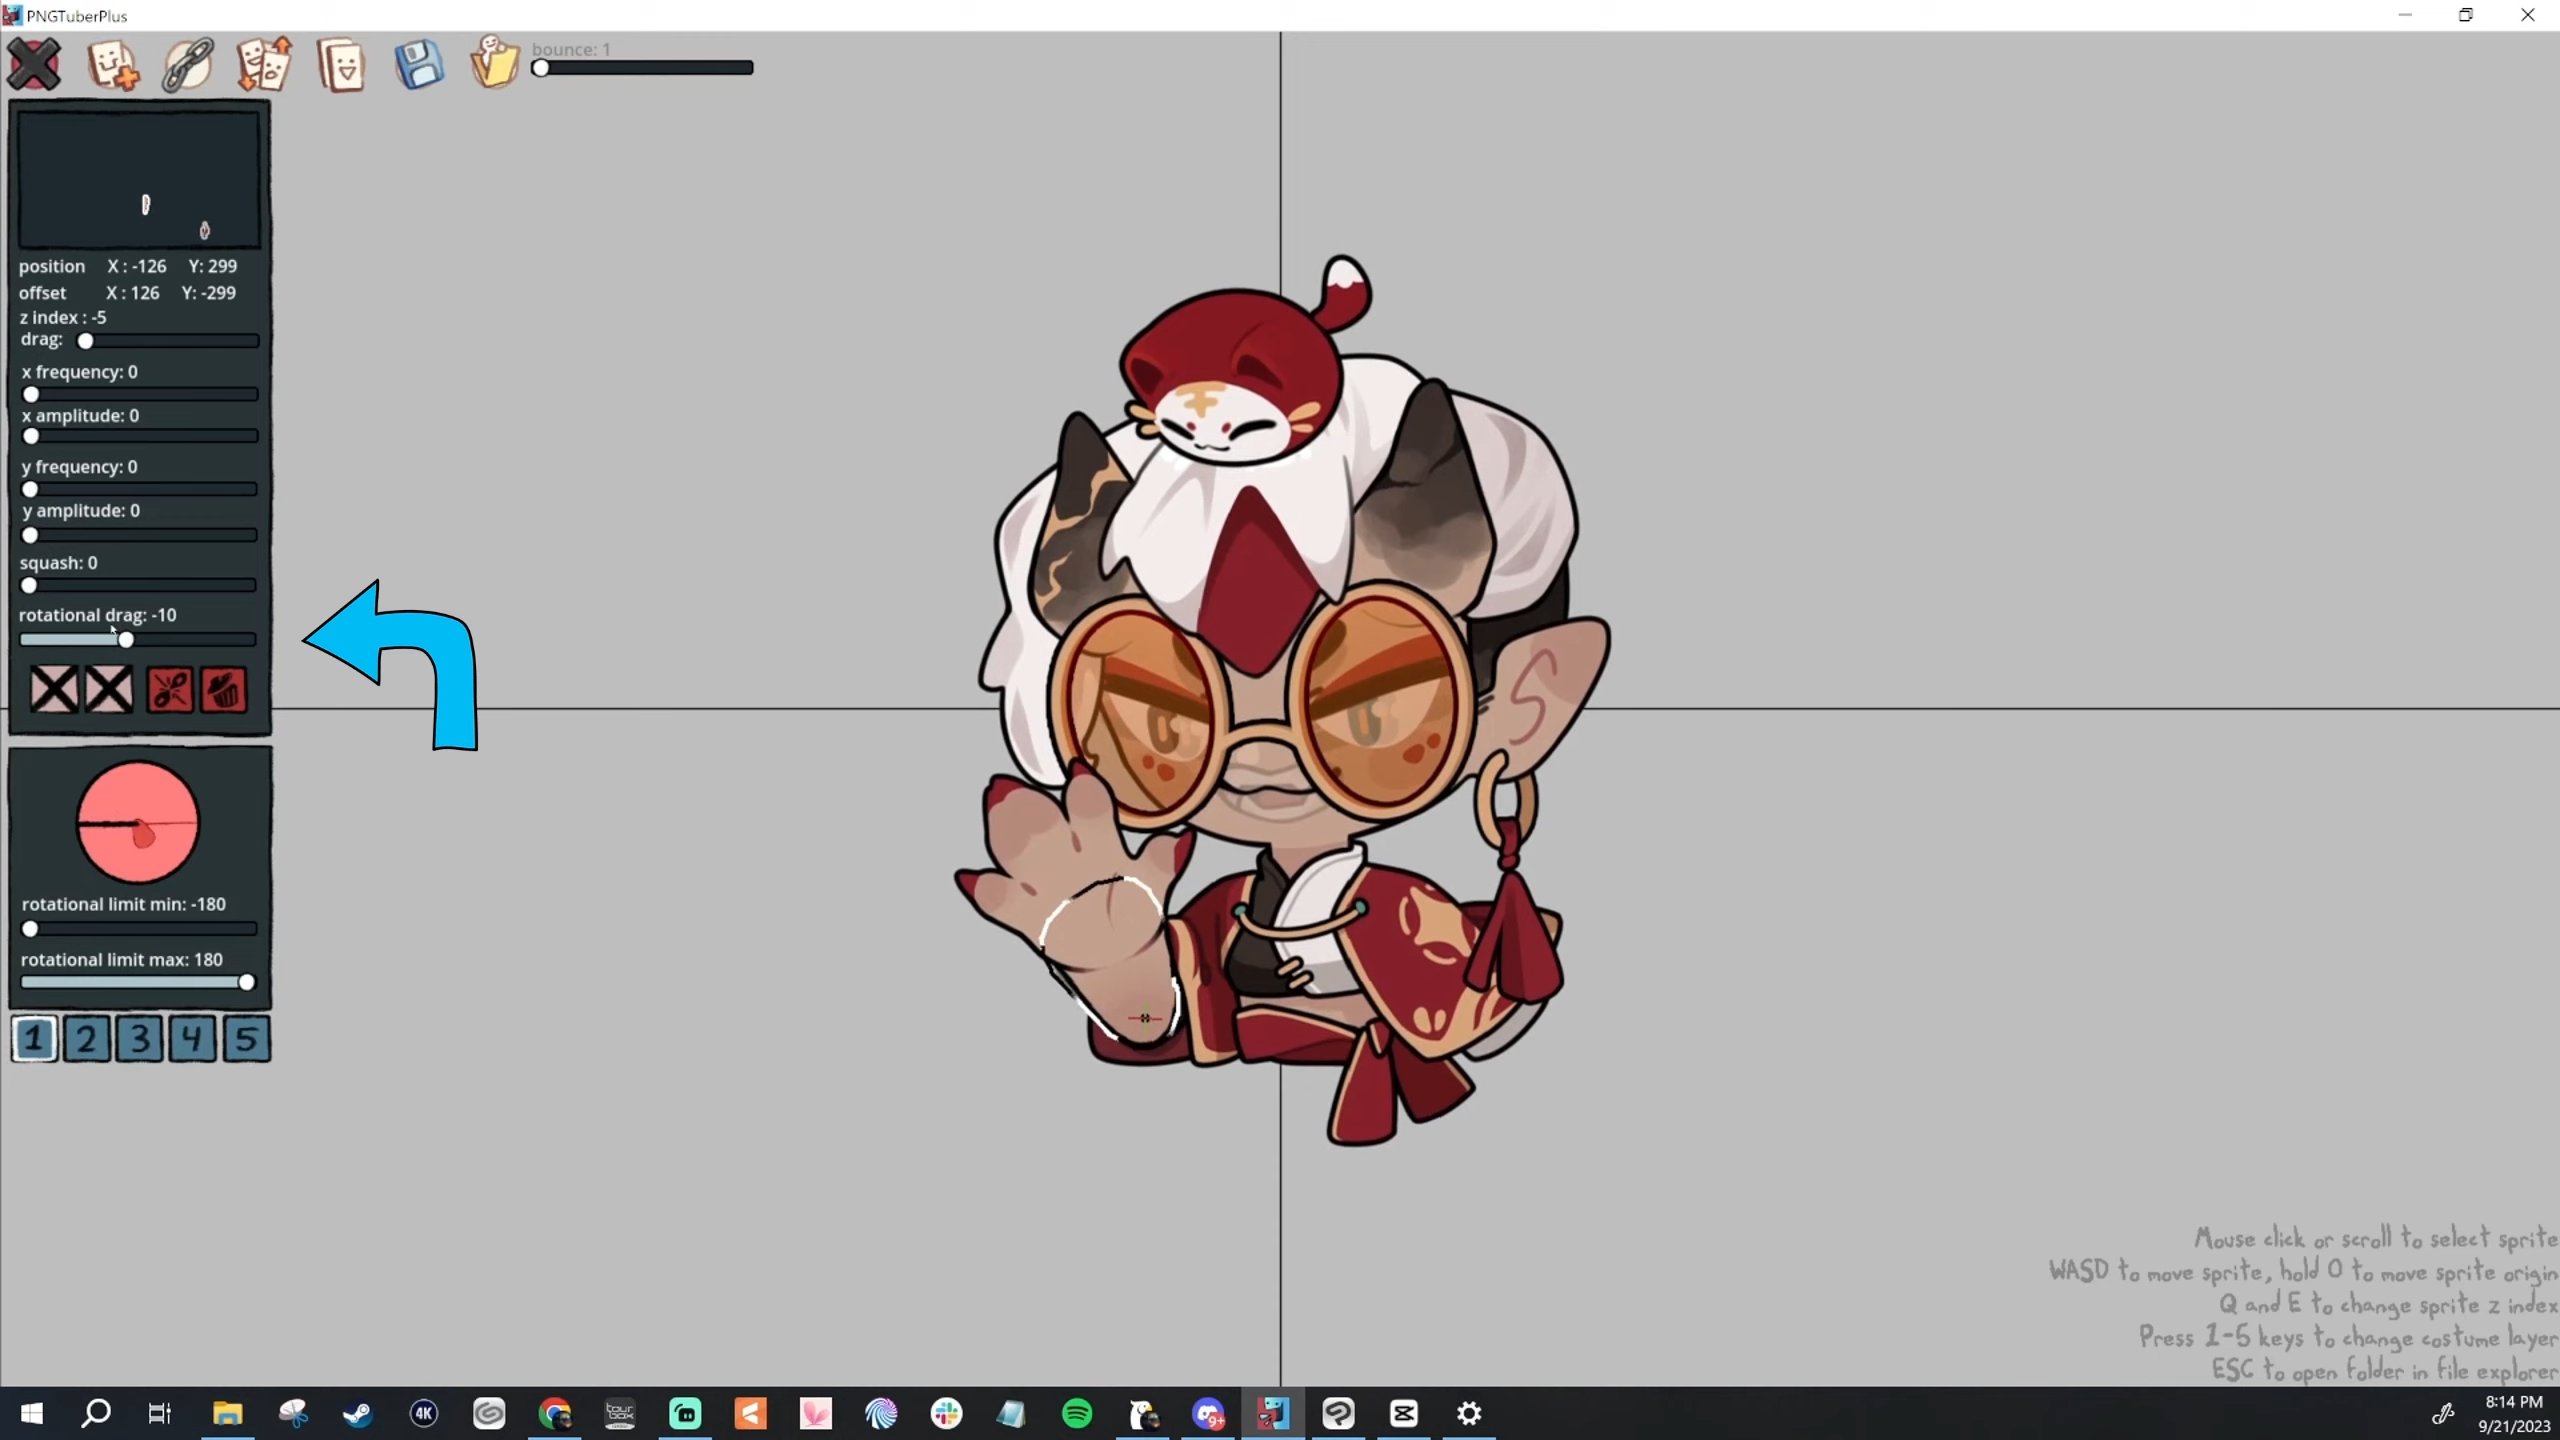 PNGTuberPlus
bounce: 1
position X : -126 Y: 299
offset X : 126 Y: -299
z index : -5
drag:
x frequency: 0
x amplitude: 0
y frequency: 0
y amplitude: 0
squash: 0
rotational drag: -10
rotational limit min: -180
rotational limit max: 180
1 2 3 4 5
Mouse click or scroll to select sprite
WASD to move sprite, hold O to move sprite origin
Q and E to change sprite z index
Press 1-5 keys to change costume layer
ESC to open folder in file explorer
4K
tour box
9+
8:14 PM
9/21/2023